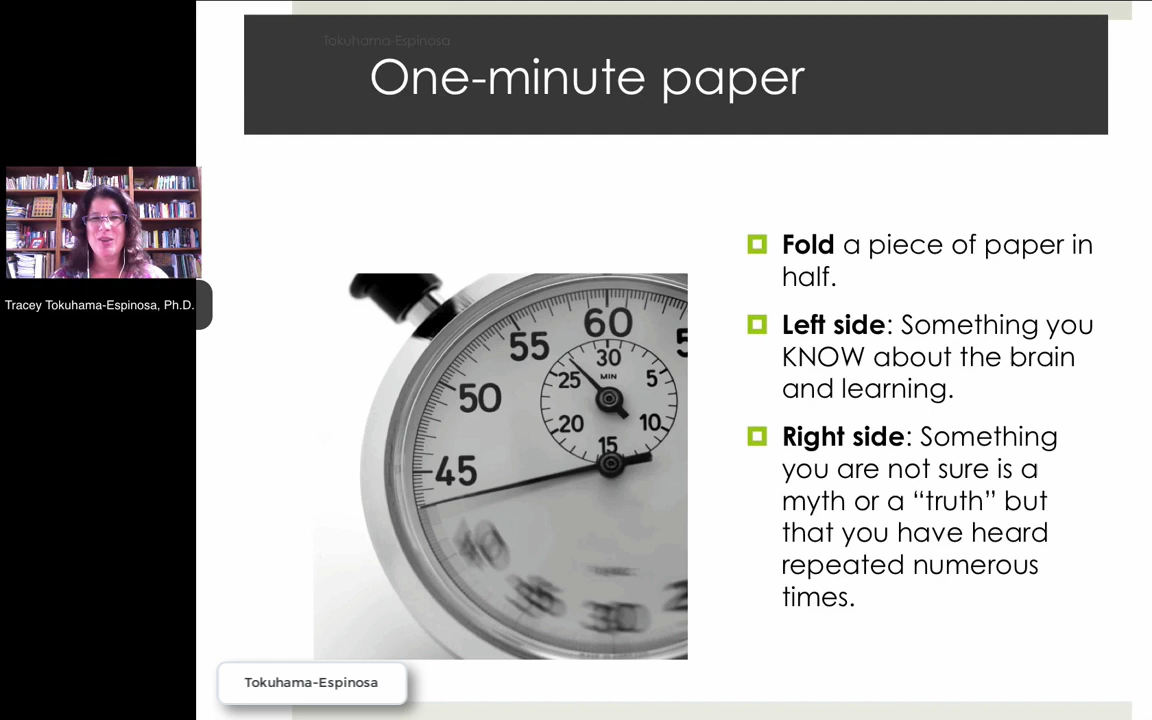 Tokuhama-Espinosa
One-minute paper
Tracey Tokuhama-Espinosa, Ph.D.
Fold a piece of paper in
half.
Left side: Something you
KNOW about the brain
and learning.
Right side: Something
you are not sure is a
myth or a “truth” but
that you have heard
repeated numerous
times.
60
55
5
50
45
30
MIN
25
5
20
10
15
Tokuhama-Espinosa